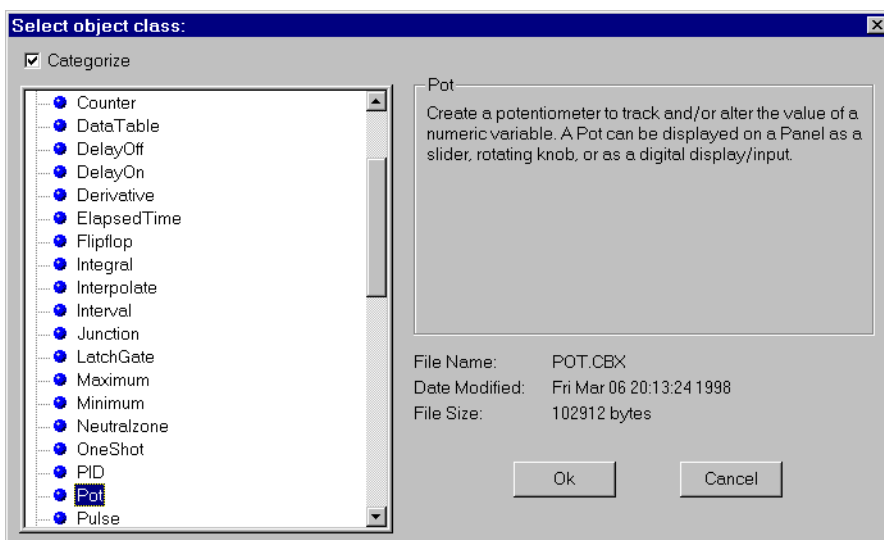 Select object class:
Categorize
Counter
DataTable
DelayOff
DelayOn
Derivative
ElapsedTime
Flipflop
Integral
Interpolate
Interval
Junction
LatchGate
Maximum
Minimum
Neutralzone
OneShot
PID
Pot
Pulse
Pot
Create a potentiometer to track and/or alter the value of a
numeric variable. A Pot can be displayed on a Panel as a
slider, rotating knob, or as a digital display/input.
File Name: POT.CBX
Date Modified: Fri Mar 06 20:13:24 1998
File Size: 102912 bytes
Ok Cancel